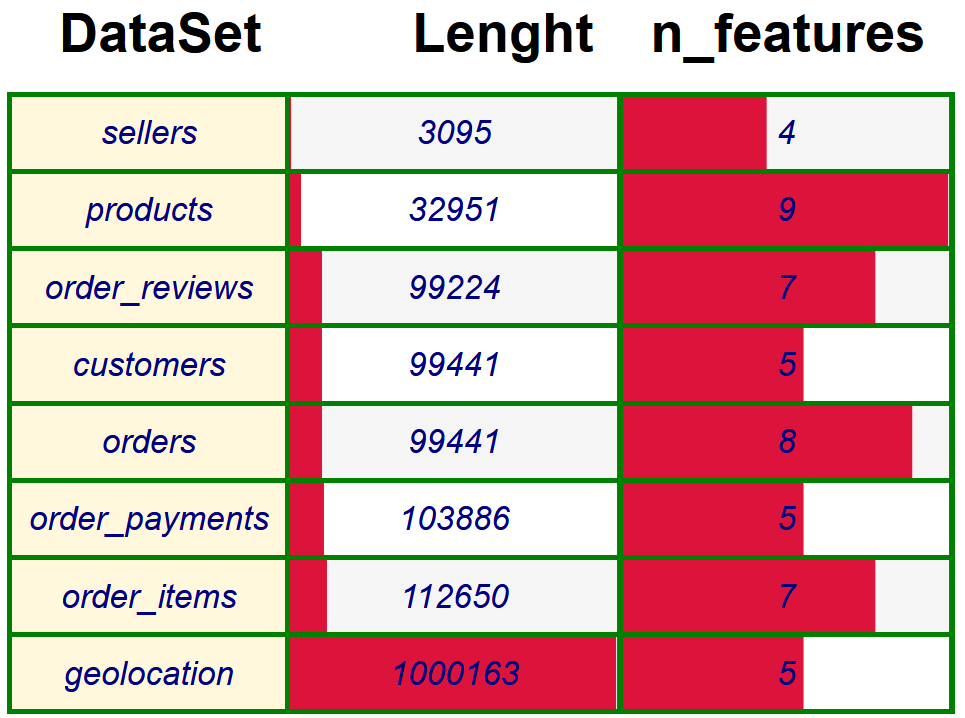 DataSet Lenght n_features
sellers 3095 4
products 32951 9
order_reviews 99224 7
customers 99441 5
orders 99441 8
order_payments 103886 5
order_items 112650 7
geolocation 1000163 5